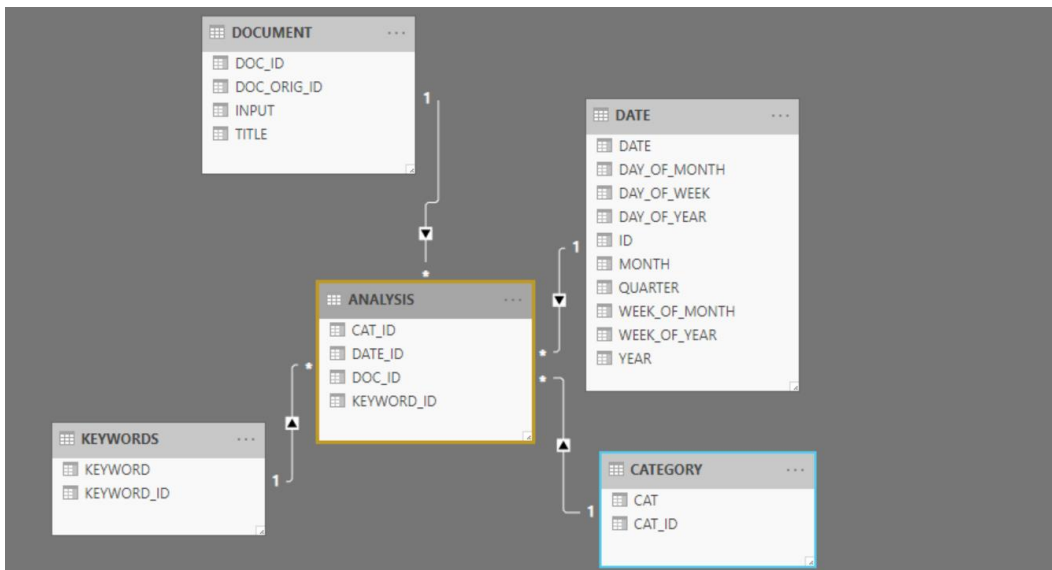 DOCUMENT ...
DOC_ID
DOC_ORIG_ID
INPUT
TITLE
1
*
DATE ...
DATE
DAY_OF_MONTH
DAY_OF_WEEK
DAY_OF_YEAR
ID
MONTH
QUARTER
WEEK_OF_MONTH
WEEK_OF_YEAR
YEAR
1
*
ANALYSIS ...
CAT_ID
DATE_ID
DOC_ID
KEYWORD_ID
*
*
KEYWORDS ...
KEYWORD
KEYWORD_ID
1
CATEGORY ...
CAT
CAT_ID
1